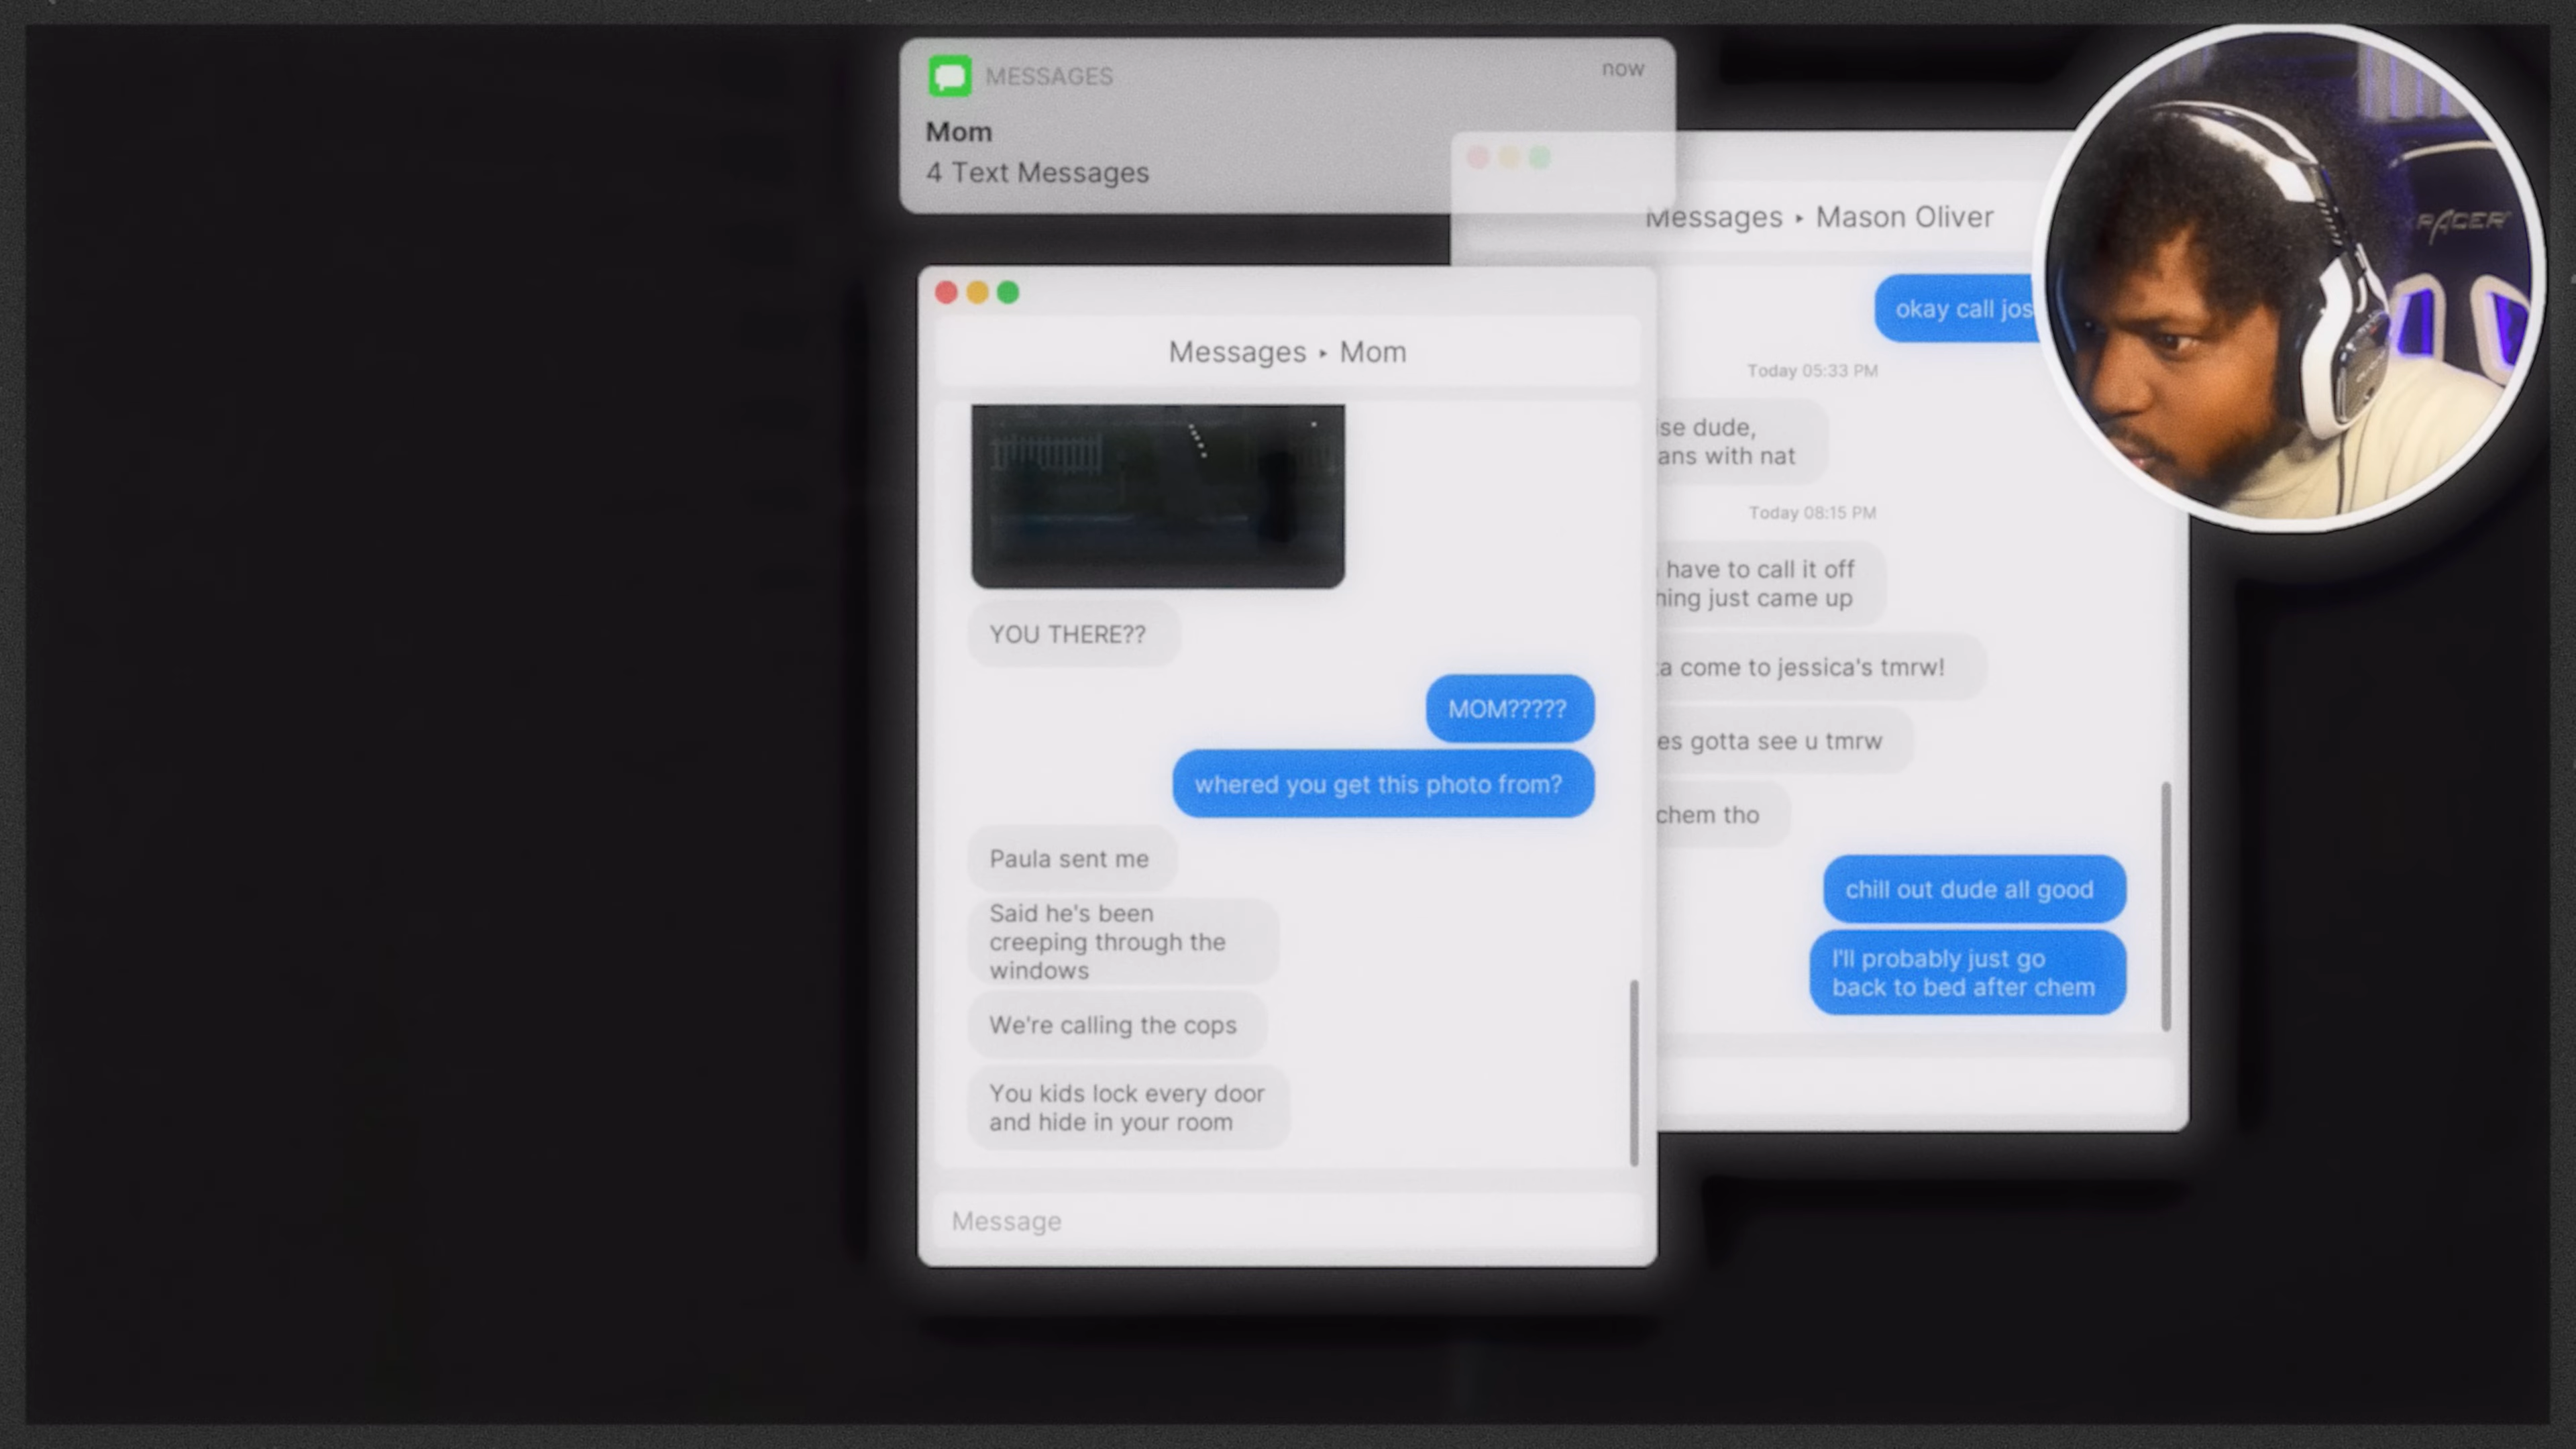 MESSAGES
now
Mom
4 Text Messages
Messages ▸ Mason Oliver
okay call jos
Today 05:33 PM
ise dude,
ans with nat
Today 08:15 PM
have to call it off
hing just came up
a come to jessica's tmrw!
es gotta see u tmrw
chem tho
chill out dude all good
I'll probably just go
back to bed after chem
Messages ▸ Mom
YOU THERE??
MOM?????
whered you get this photo from?
Paula sent me
Said he's been
creeping through the
windows
We're calling the cops
You kids lock every door
and hide in your room
Message
RACER